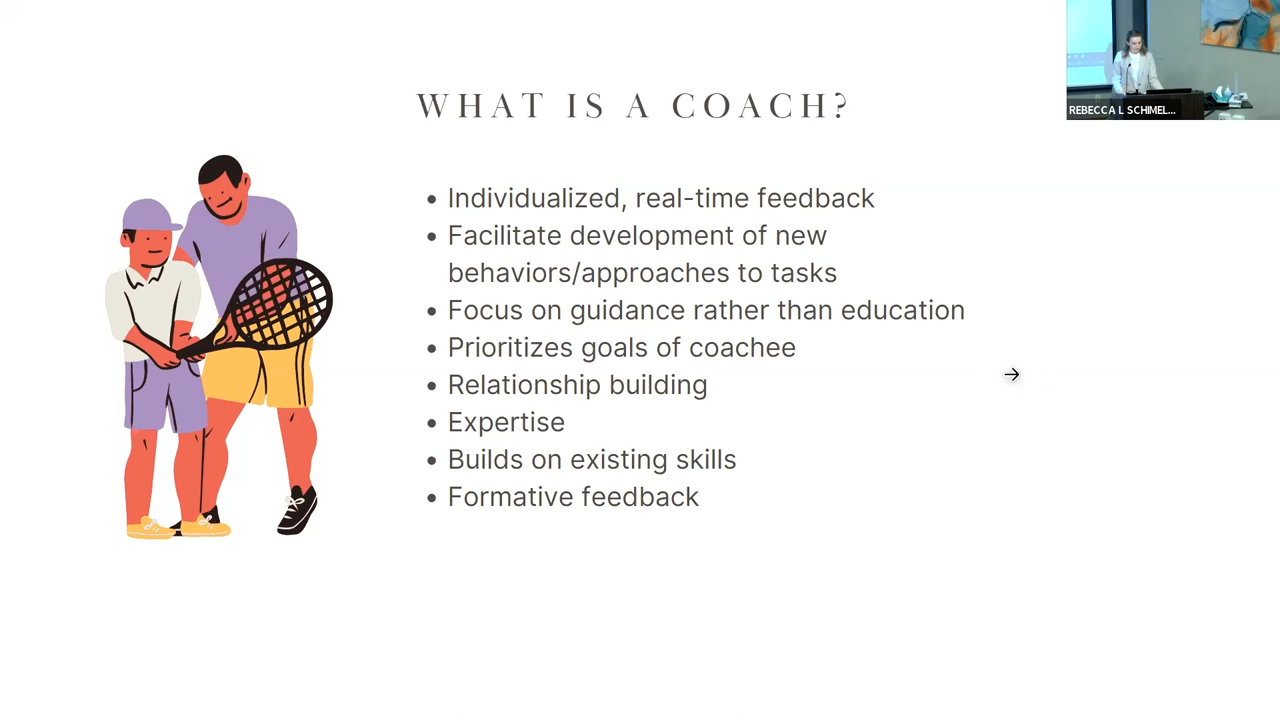 WHAT IS A COACH?
REBECCA L SCHIMEL...
• Individualized, real-time feedback
• Facilitate development of new
behaviors/approaches to tasks
• Focus on guidance rather than education
• Prioritizes goals of coachee
• Relationship building
• Expertise
• Builds on existing skills
• Formative feedback